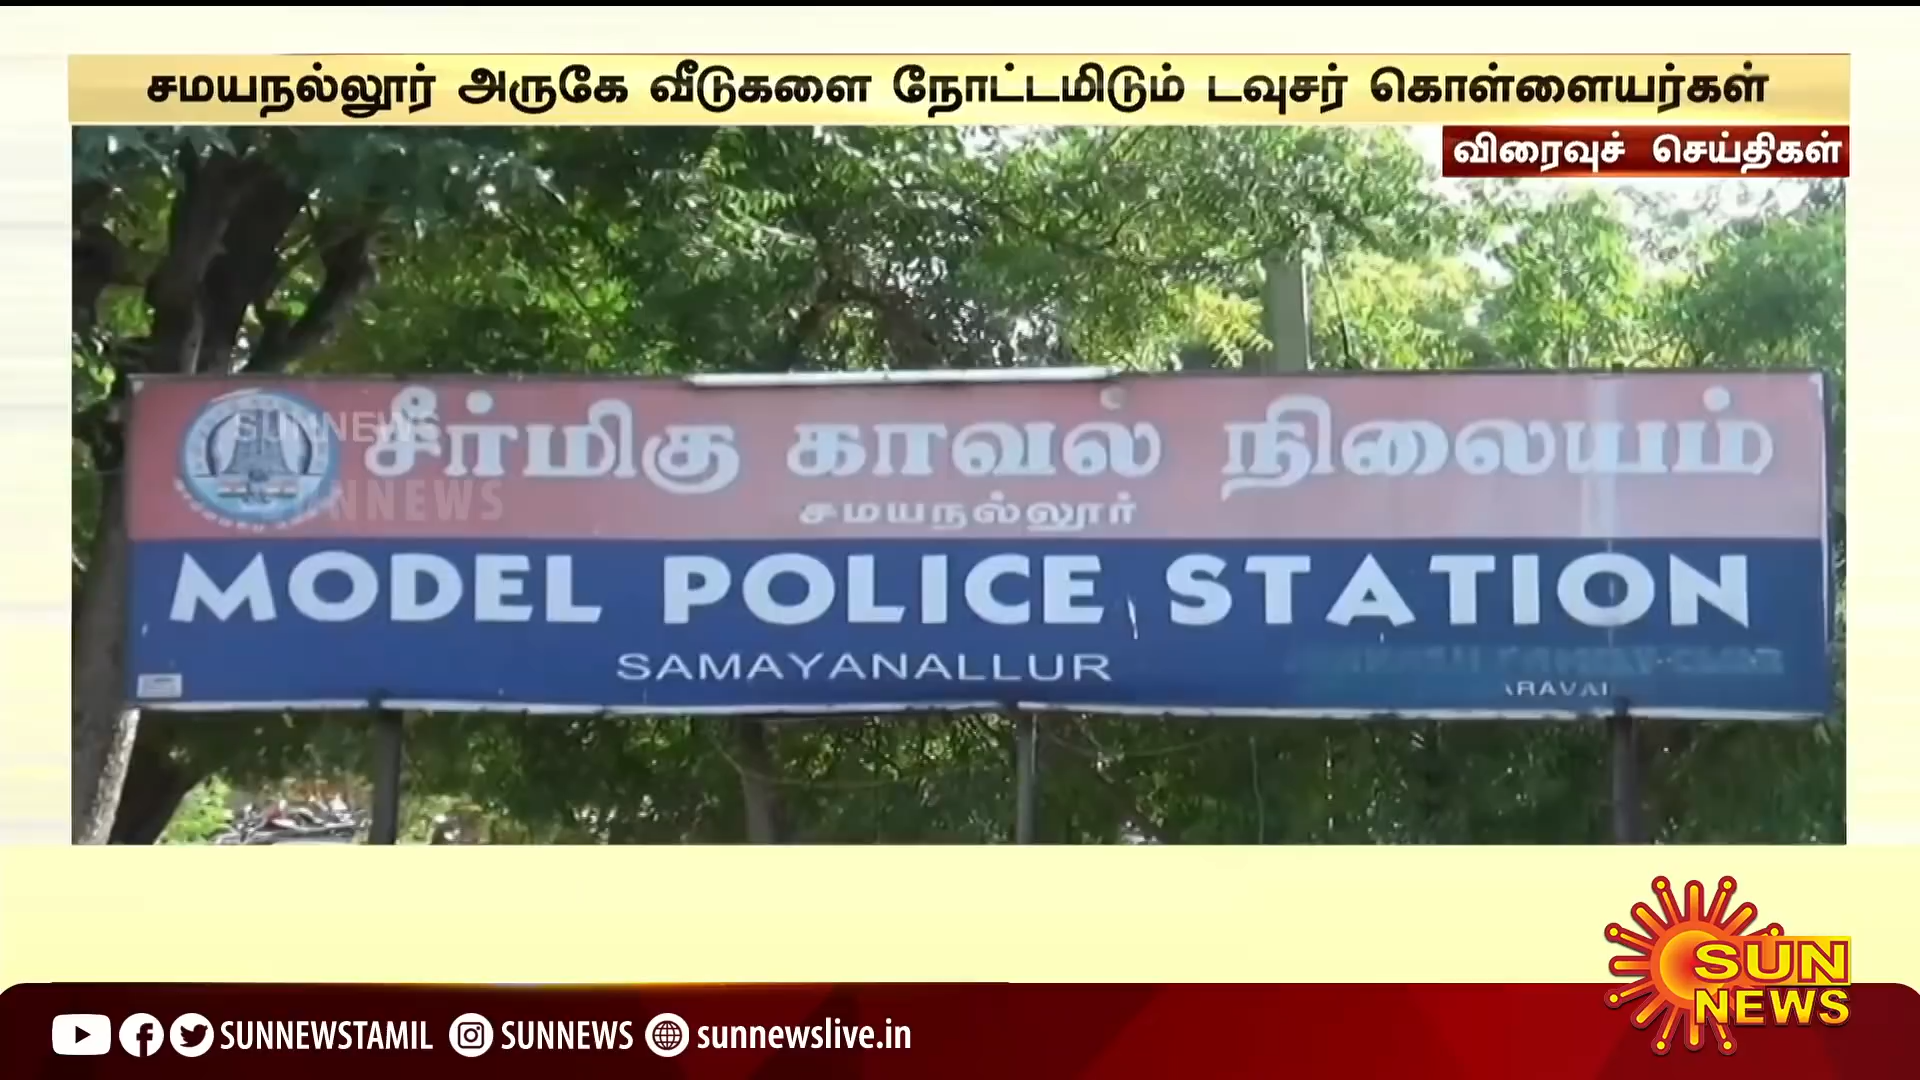 சமயநல்லூர் அருகே வீடுகளை நோட்டமிடும் டவுசர் கொள்ளையர்கள்
விரைவுச் செய்திகள்
SUNNEWS
சீர்மிகு காவல் நிலையம்
சமயநல்லூர்
MODEL POLICE STATION
SAMAYANALLUR
SUN
NEWS
SUNNEWSTAMIL SUNNEWS sunnewslive.in